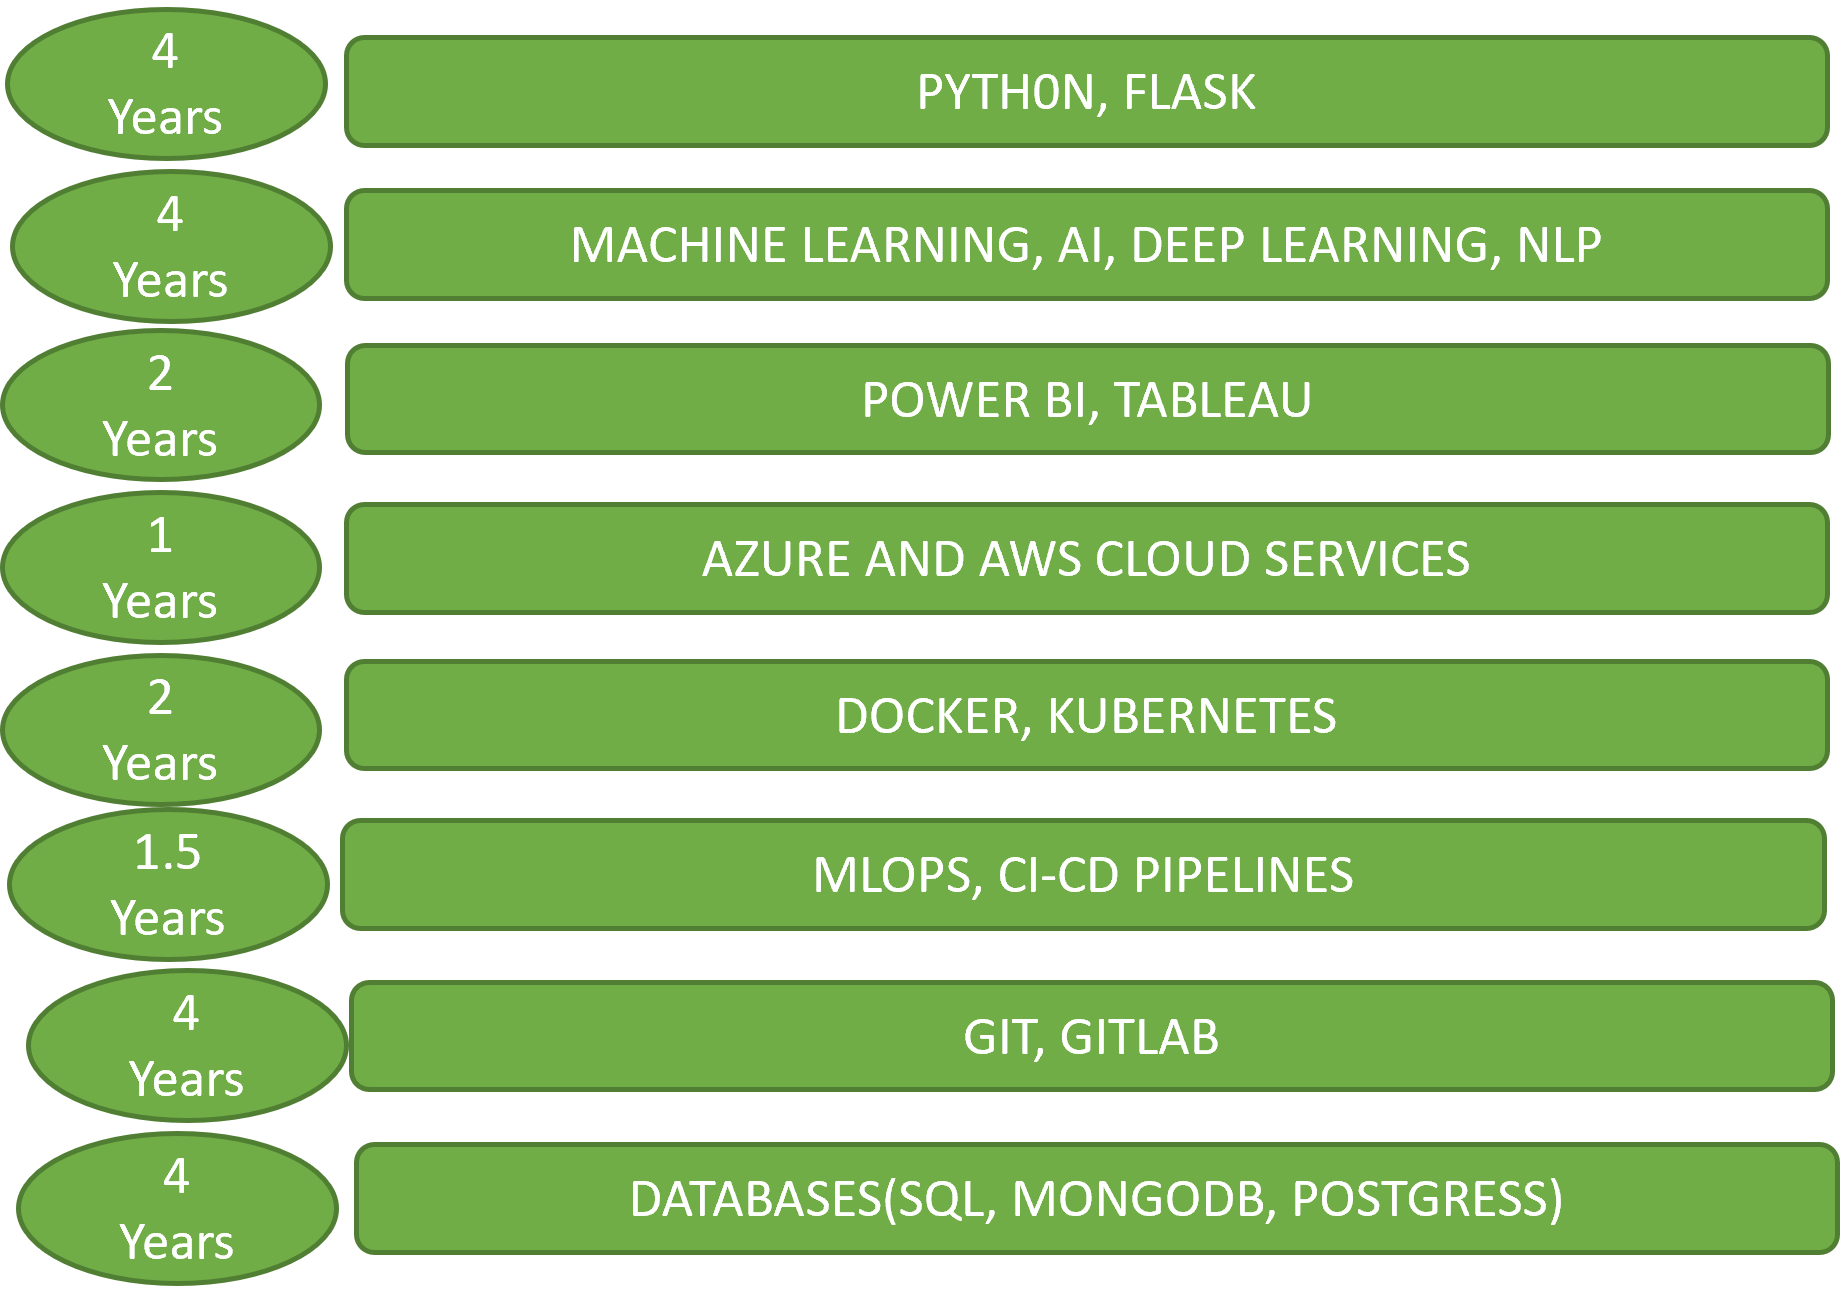 4
Years
PYTH0N, FLASK
4
Years
MACHINE LEARNING, AI, DEEP LEARNING, NLP
2
Years
POWER BI, TABLEAU
1
Years
AZURE AND AWS CLOUD SERVICES
2
Years
DOCKER, KUBERNETES
1.5
Years
MLOPS, CI-CD PIPELINES
4
Years
GIT, GITLAB
4
Years
DATABASES(SQL, MONGODB, POSTGRESS)